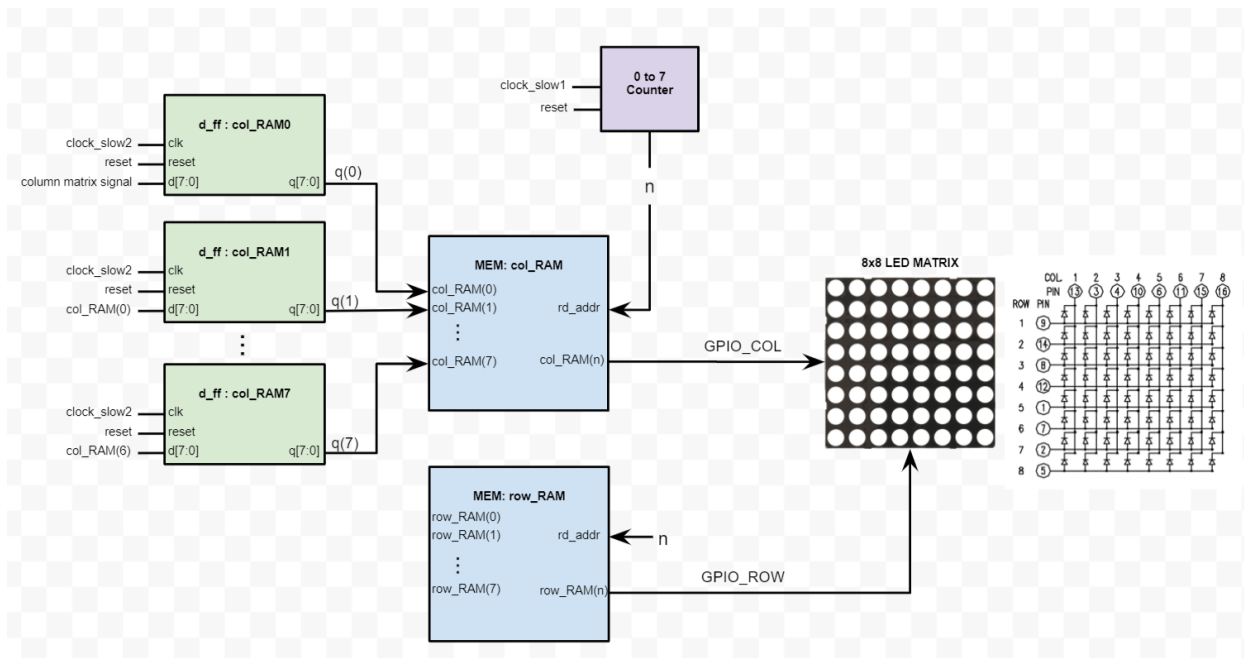 0 to 7
Counter
clock_slow1
reset
n
d_ff : col_RAM0
clock_slow2
clk
reset
reset
column matrix signal
d[7:0]
q[7:0]
q(0)
d_ff : col_RAM1
clock_slow2
clk
reset
reset
col_RAM(0)
d[7:0]
q[7:0]
q(1)
d_ff : col_RAM7
clock_slow2
clk
reset
reset
col_RAM(6)
d[7:0]
q[7:0]
q(7)
MEM: col_RAM
col_RAM(0)
col_RAM(1)
rd_addr
col_RAM(7)
col_RAM(n)
GPIO_COL
MEM: row_RAM
row_RAM(0)
row_RAM(1)
rd_addr
n
row_RAM(7)
row_RAM(n)
GPIO_ROW
8x8 LED MATRIX
COL. 1 2 3 4 5 6 7 8
PIN 13 3 4 10 6 11 15 16
ROW PIN
1 9
2 14
3 8
4 12
5 1
6 7
7 2
8 5